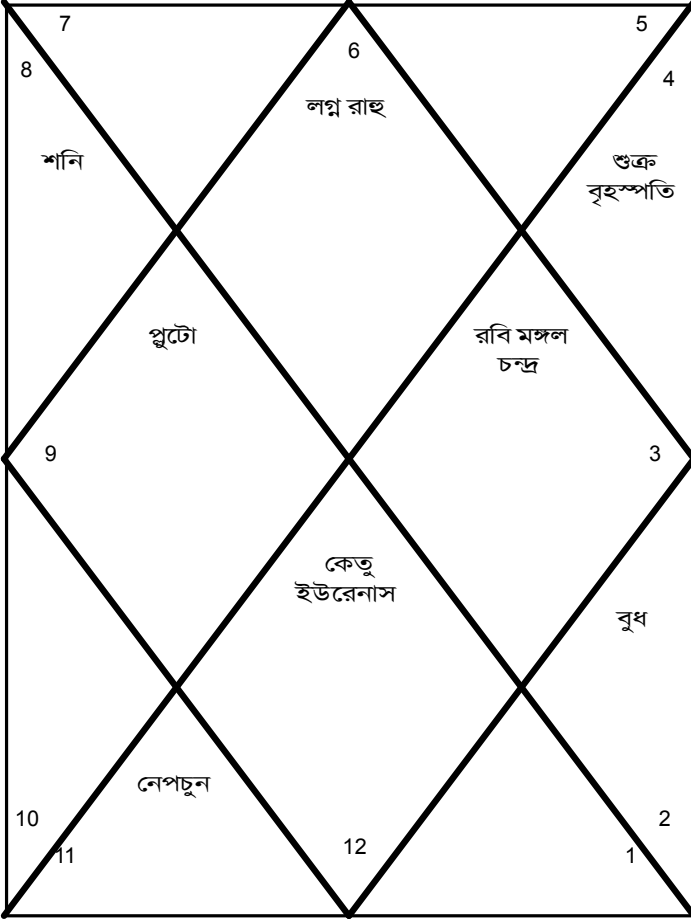 7
6
5
8
4
লগ্ন রাহু
শনি
শুক্র
বৃহস্পতি
প্লুটো
রবি মঙ্গল
চন্দ্র
9
3
কেতু
ইউরেনাস
বুধ
নেপচুন
10
2
12
11
1